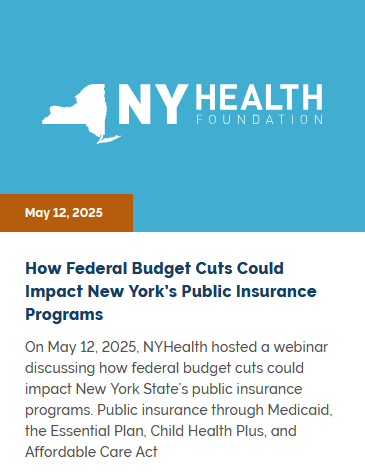 NY HEALTH
FOUNDATION
May 12, 2025
How Federal Budget Cuts Could
Impact New York's Public Insurance
Programs
On May 12, 2025, NYHealth hosted a webinar
discussing how federal budget cuts could
impact New York State's public insurance
programs. Public insurance through Medicaid,
the Essential Plan, Child Health Plus, and
Affordable Care Act